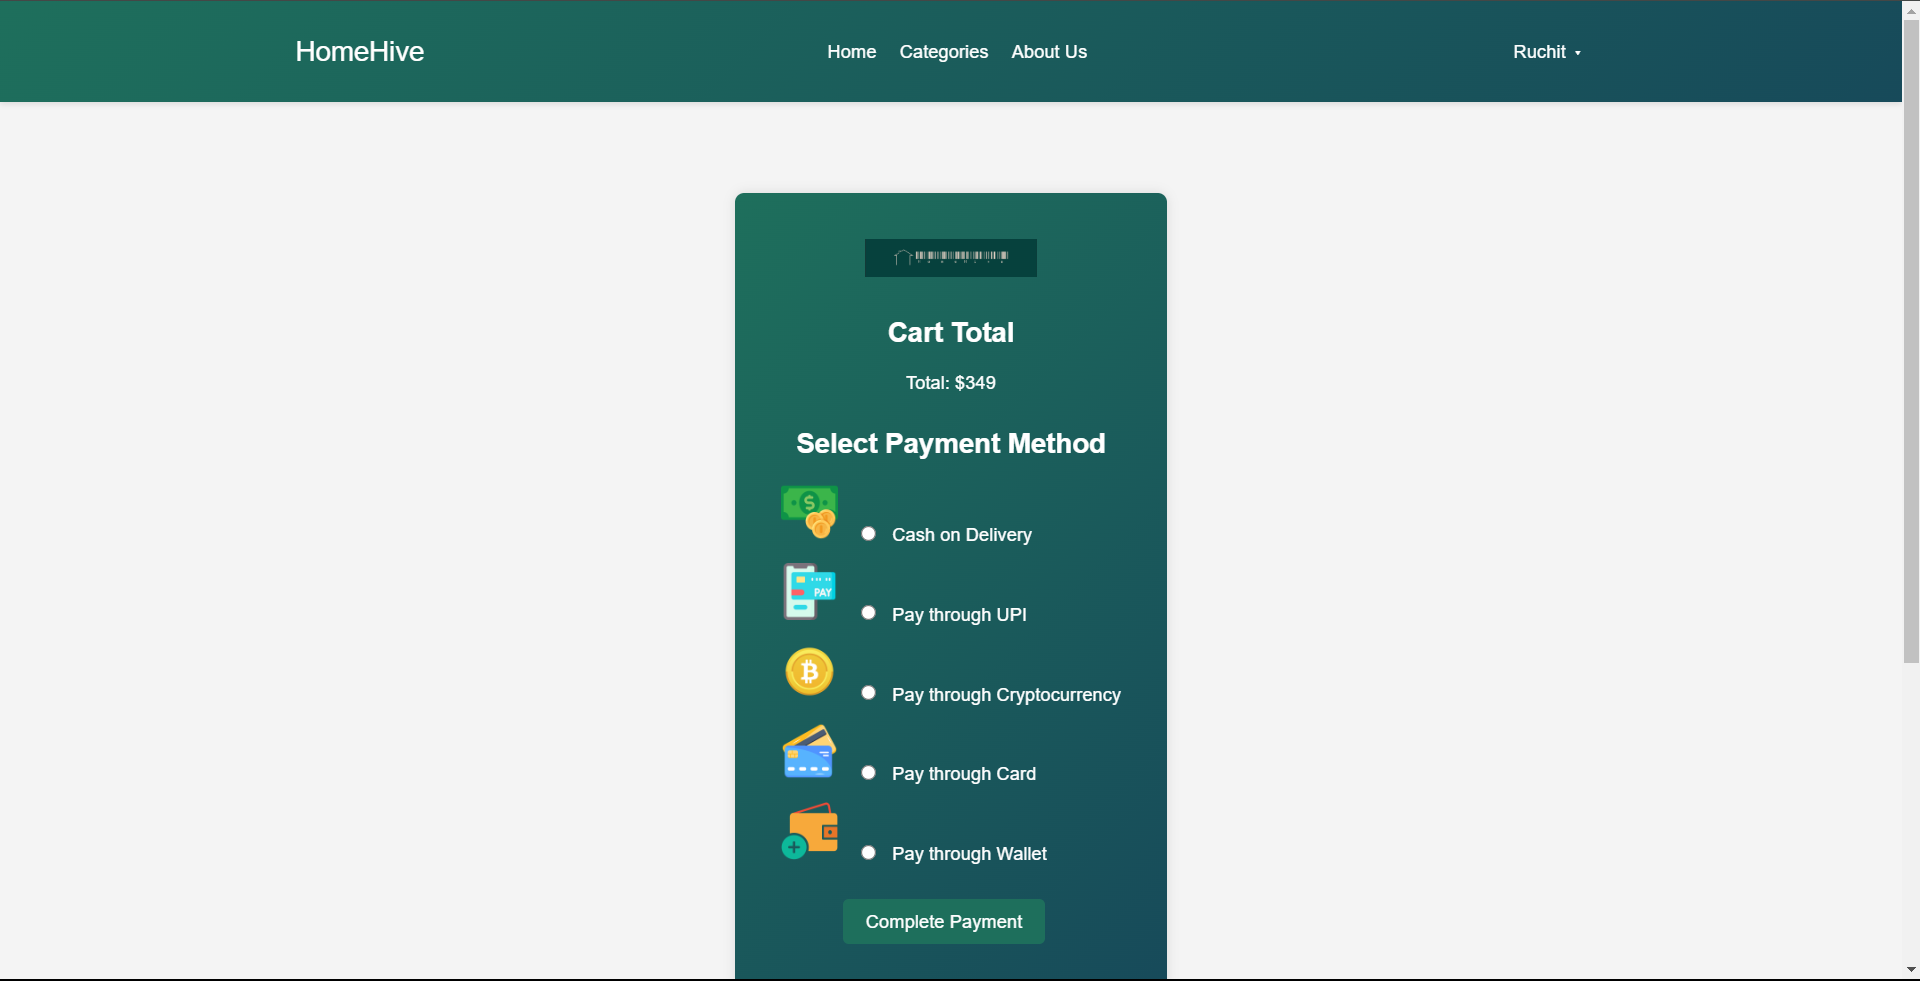 HomeHive
Home Categories About Us
Ruchit
Cart Total
Total: $349
Select Payment Method
Cash on Delivery
PAY
Pay through UPI
Pay through Cryptocurrency
Pay through Card
Pay through Wallet
Complete Payment